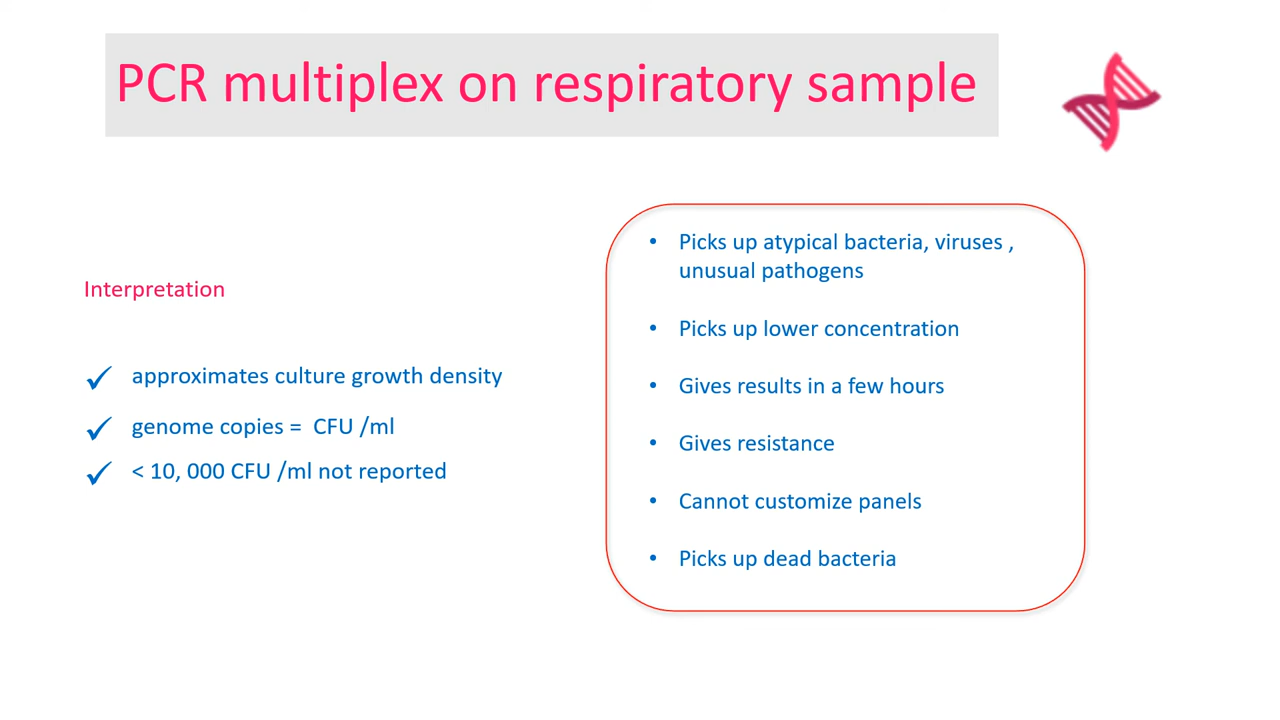 PCR multiplex on respiratory sample
Interpretation
✓ approximates culture growth density
✓ genome copies = CFU /ml
✓ < 10, 000 CFU /ml not reported
• Picks up atypical bacteria, viruses ,
unusual pathogens
• Picks up lower concentration
• Gives results in a few hours
• Gives resistance
• Cannot customize panels
• Picks up dead bacteria